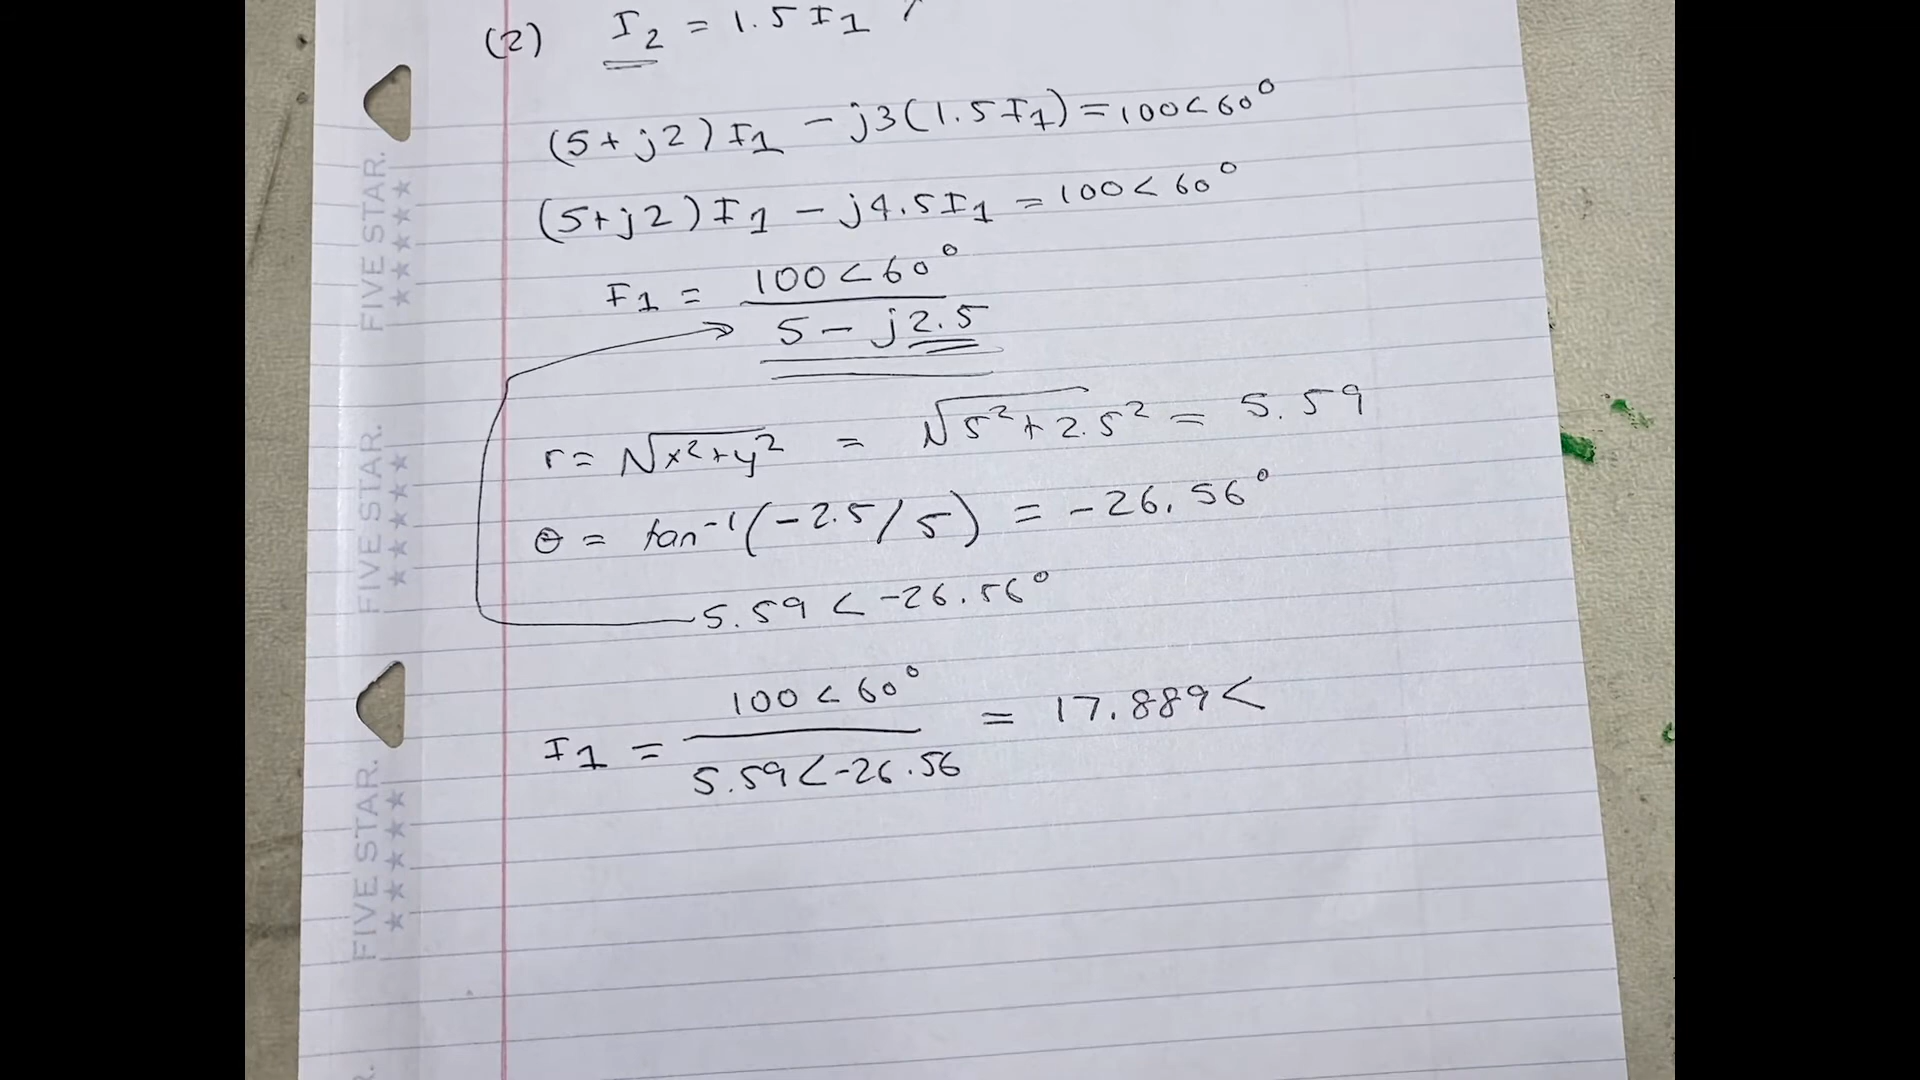 (2) I2 = 1.5 I1
(5+j2) I1 - j3(1.5 I1) = 100<60°
(5+j2) I1 - j4.5 I1 = 100<60°
I1 = 100<60° / 5 - j2.5
r = √x²+y² = √5²+2.5² = 5.59
θ = tan⁻¹(-2.5/5) = -26.56°
5.59 < -26.56°
I1 = 100<60° / 5.59<-26.56 = 17.889<
FIVE STAR.
FIVE STAR.
FIVE STAR.